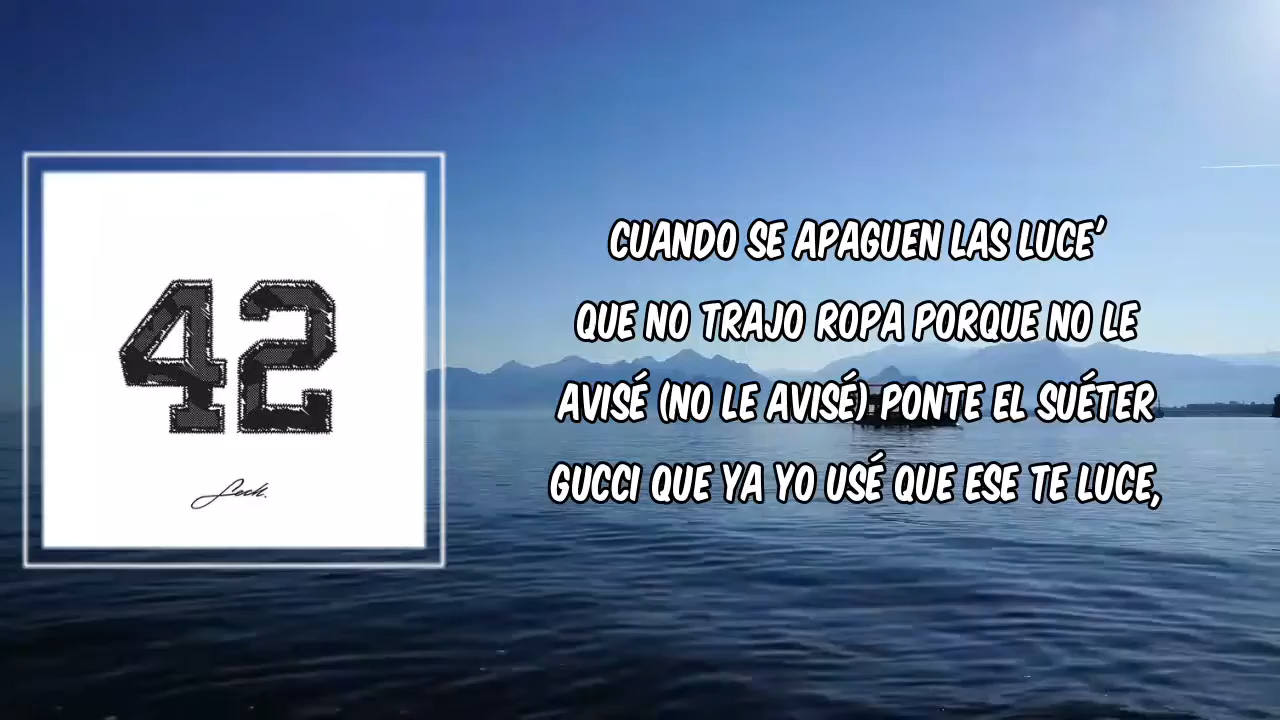 42
CUANDO SE APAGUEN LAS LUCE'
QUE NO TRAJO ROPA PORQUE NO LE
AVISÉ (NO LE AVISÉ) PONTE EL SUÉTER
GUCCI QUE YA YO USÉ QUE ESE TE LUCE,